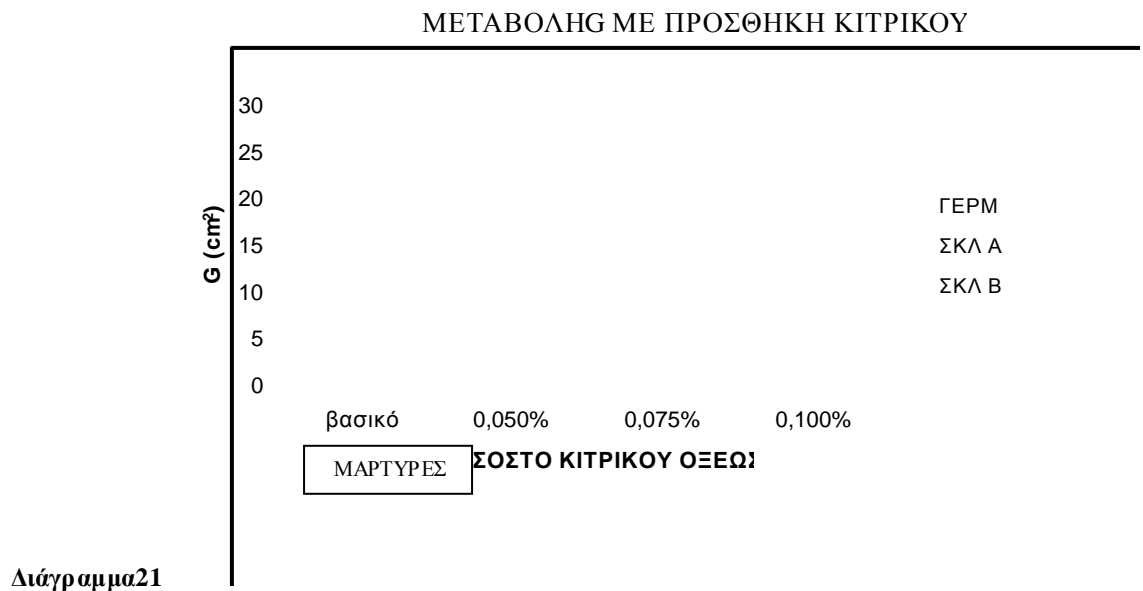 ΜΕΤΑΒΟΛΗG ΜΕ ΠΡΟΣΘΗΚΗ ΚΙΤΡΙΚΟΥ
30
25
20
15
10
5
0
G (cm²)
ΓΕΡΜ
ΣΚΛ Α
ΣΚΛ Β
βασικό 0,050% 0,075% 0,100%
ΜΑΡΤΥΡΕΣ ΣΟΣΤΟ ΚΙΤΡΙΚΟΥ ΟΞΕΩΣ
Διάγραμμα21